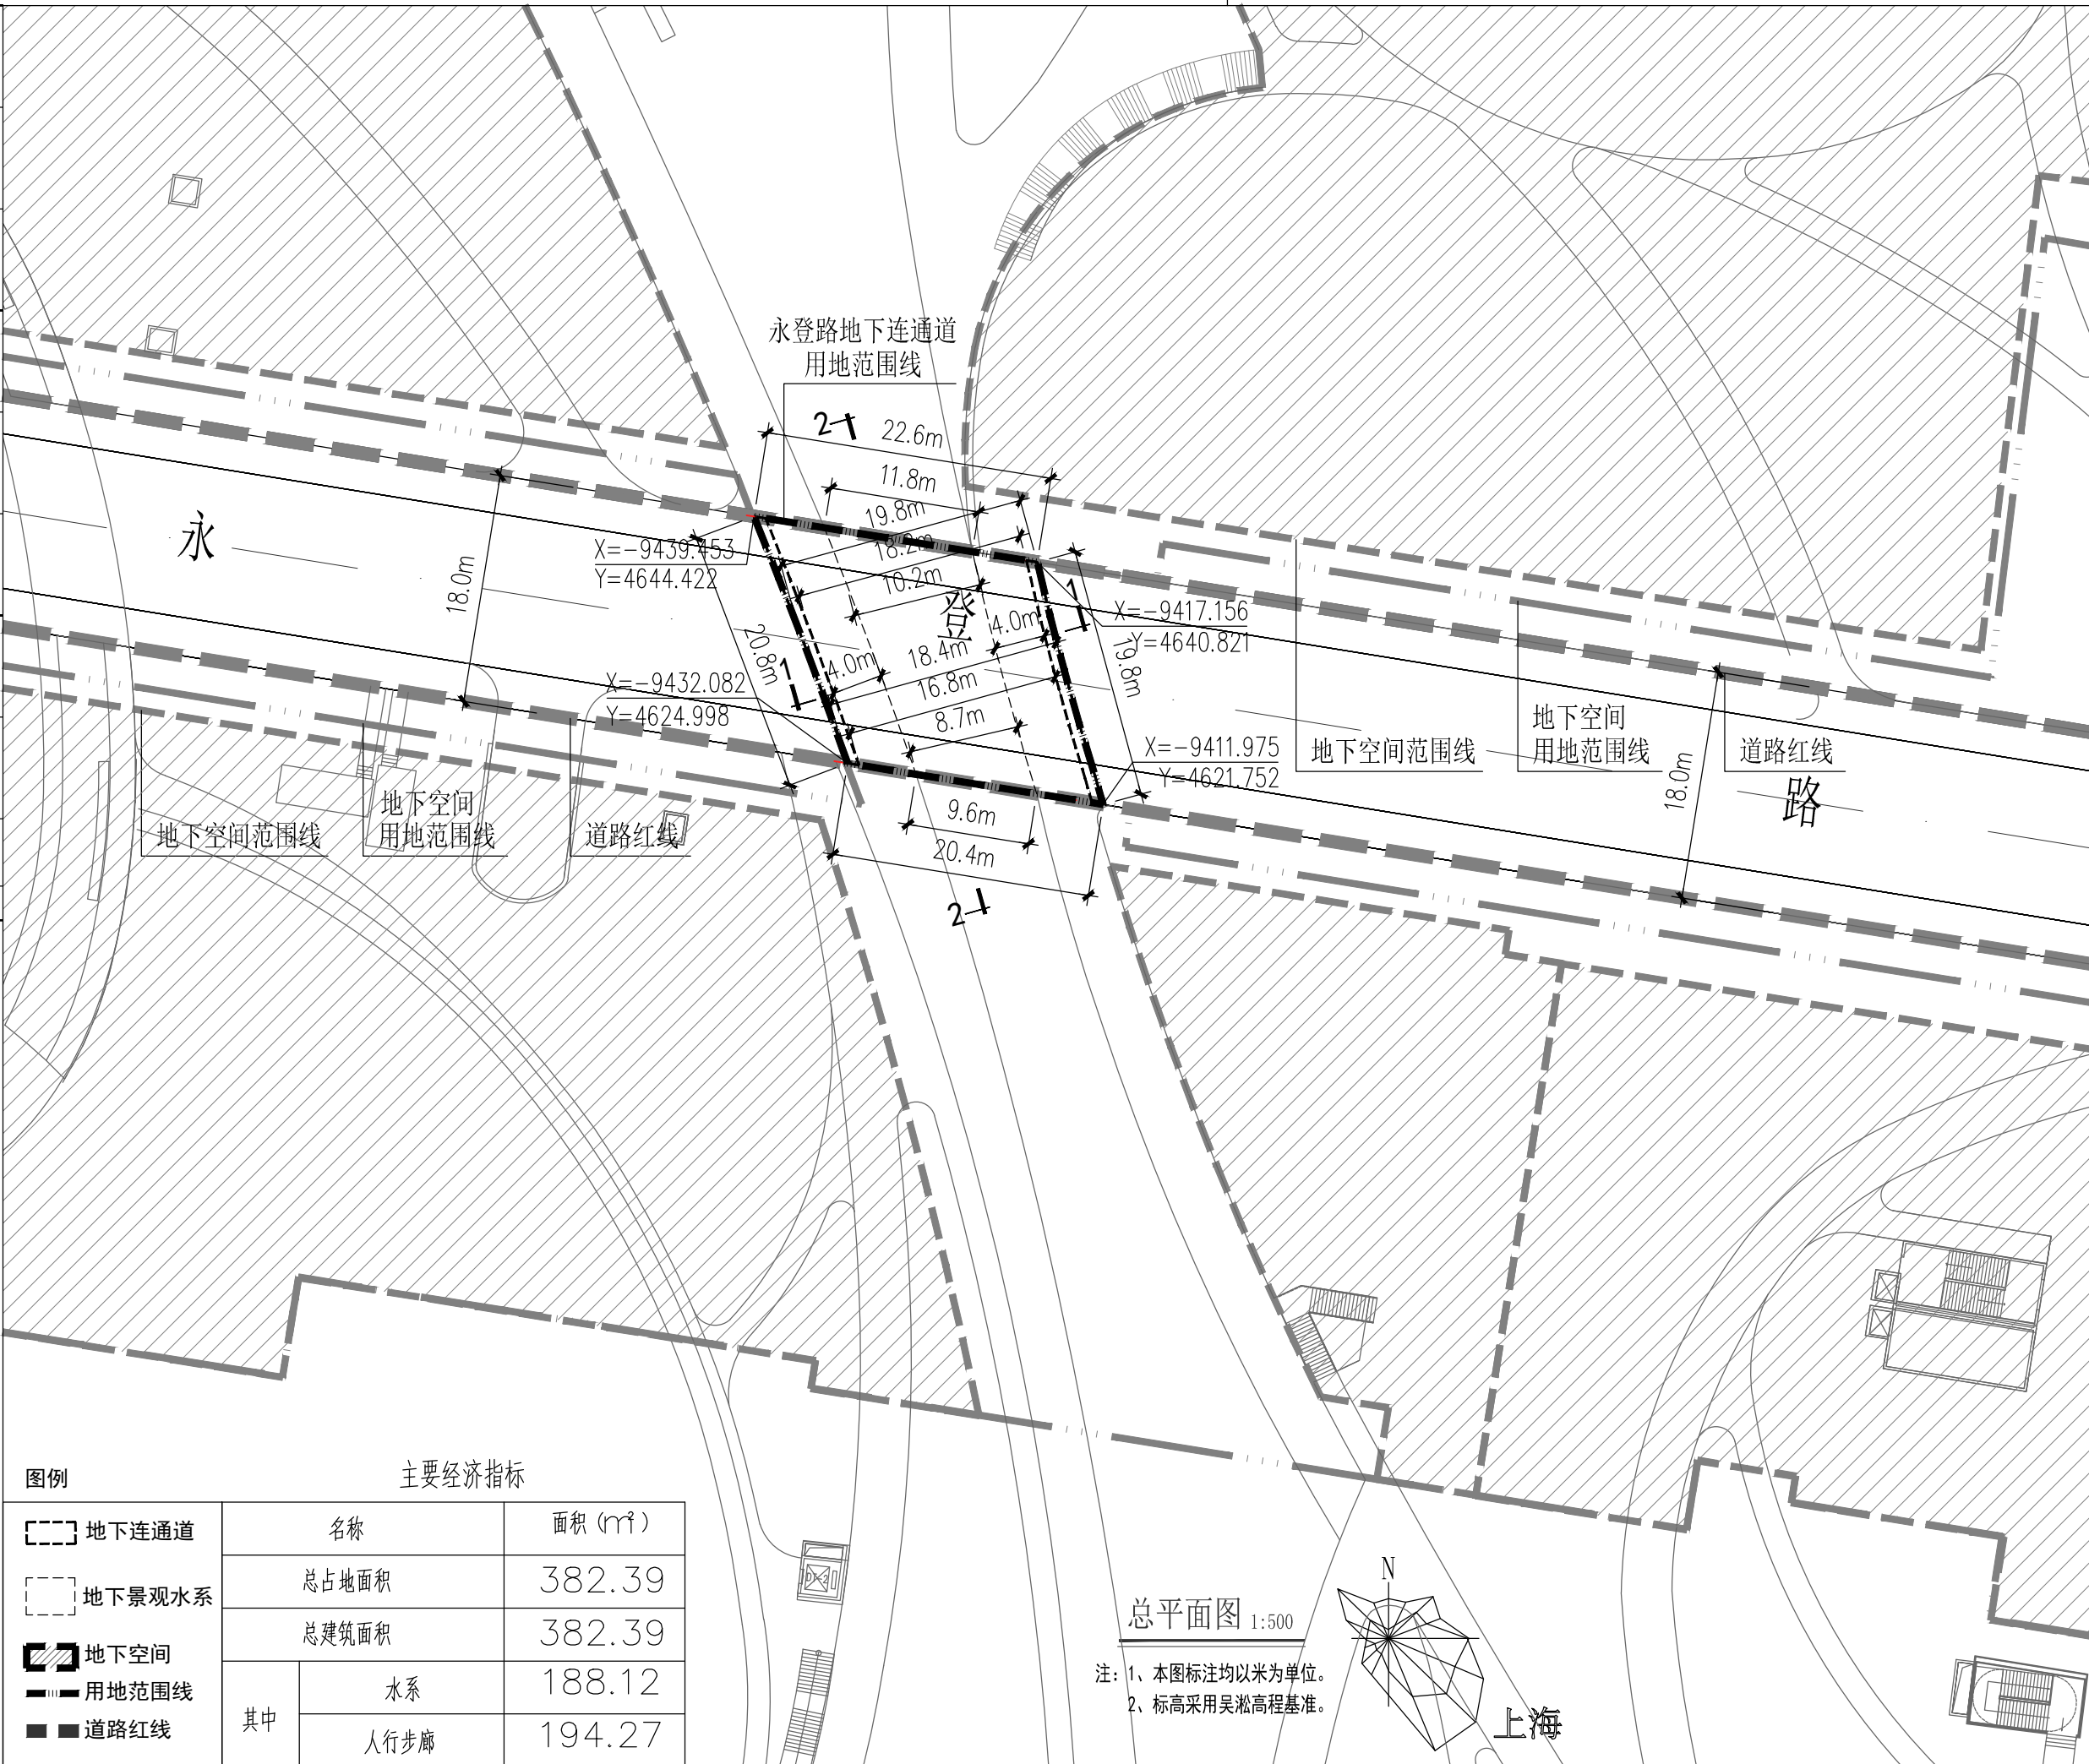 永登路地下连通道
用地范围线
2
22.6m
11.8m
19.8m
18.2m
10.2m
永
登
路
18.0m
X=-9439.453
Y=4644.422
1
X=-9417.156
Y=4640.821
4.0m
20.8m
1
4.0m
18.4m
16.8m
8.7m
19.8m
X=-9432.082
Y=4624.998
X=-9411.975
Y=4621.752
9.6m
20.4m
2
地下空间范围线
地下空间
用地范围线
道路红线
18.0m
地下空间范围线
地下空间
用地范围线
道路红线
图例
地下连通道
地下景观水系
地下空间
用地范围线
道路红线
主要经济指标
名称 面积(㎡)
总占地面积 382.39
总建筑面积 382.39
其中 水系 188.12
人行步廊 194.27
DT-2
总平面图 1:500
注: 1、本图标注均以米为单位。
2、标高采用吴淞高程基准。
N
上海